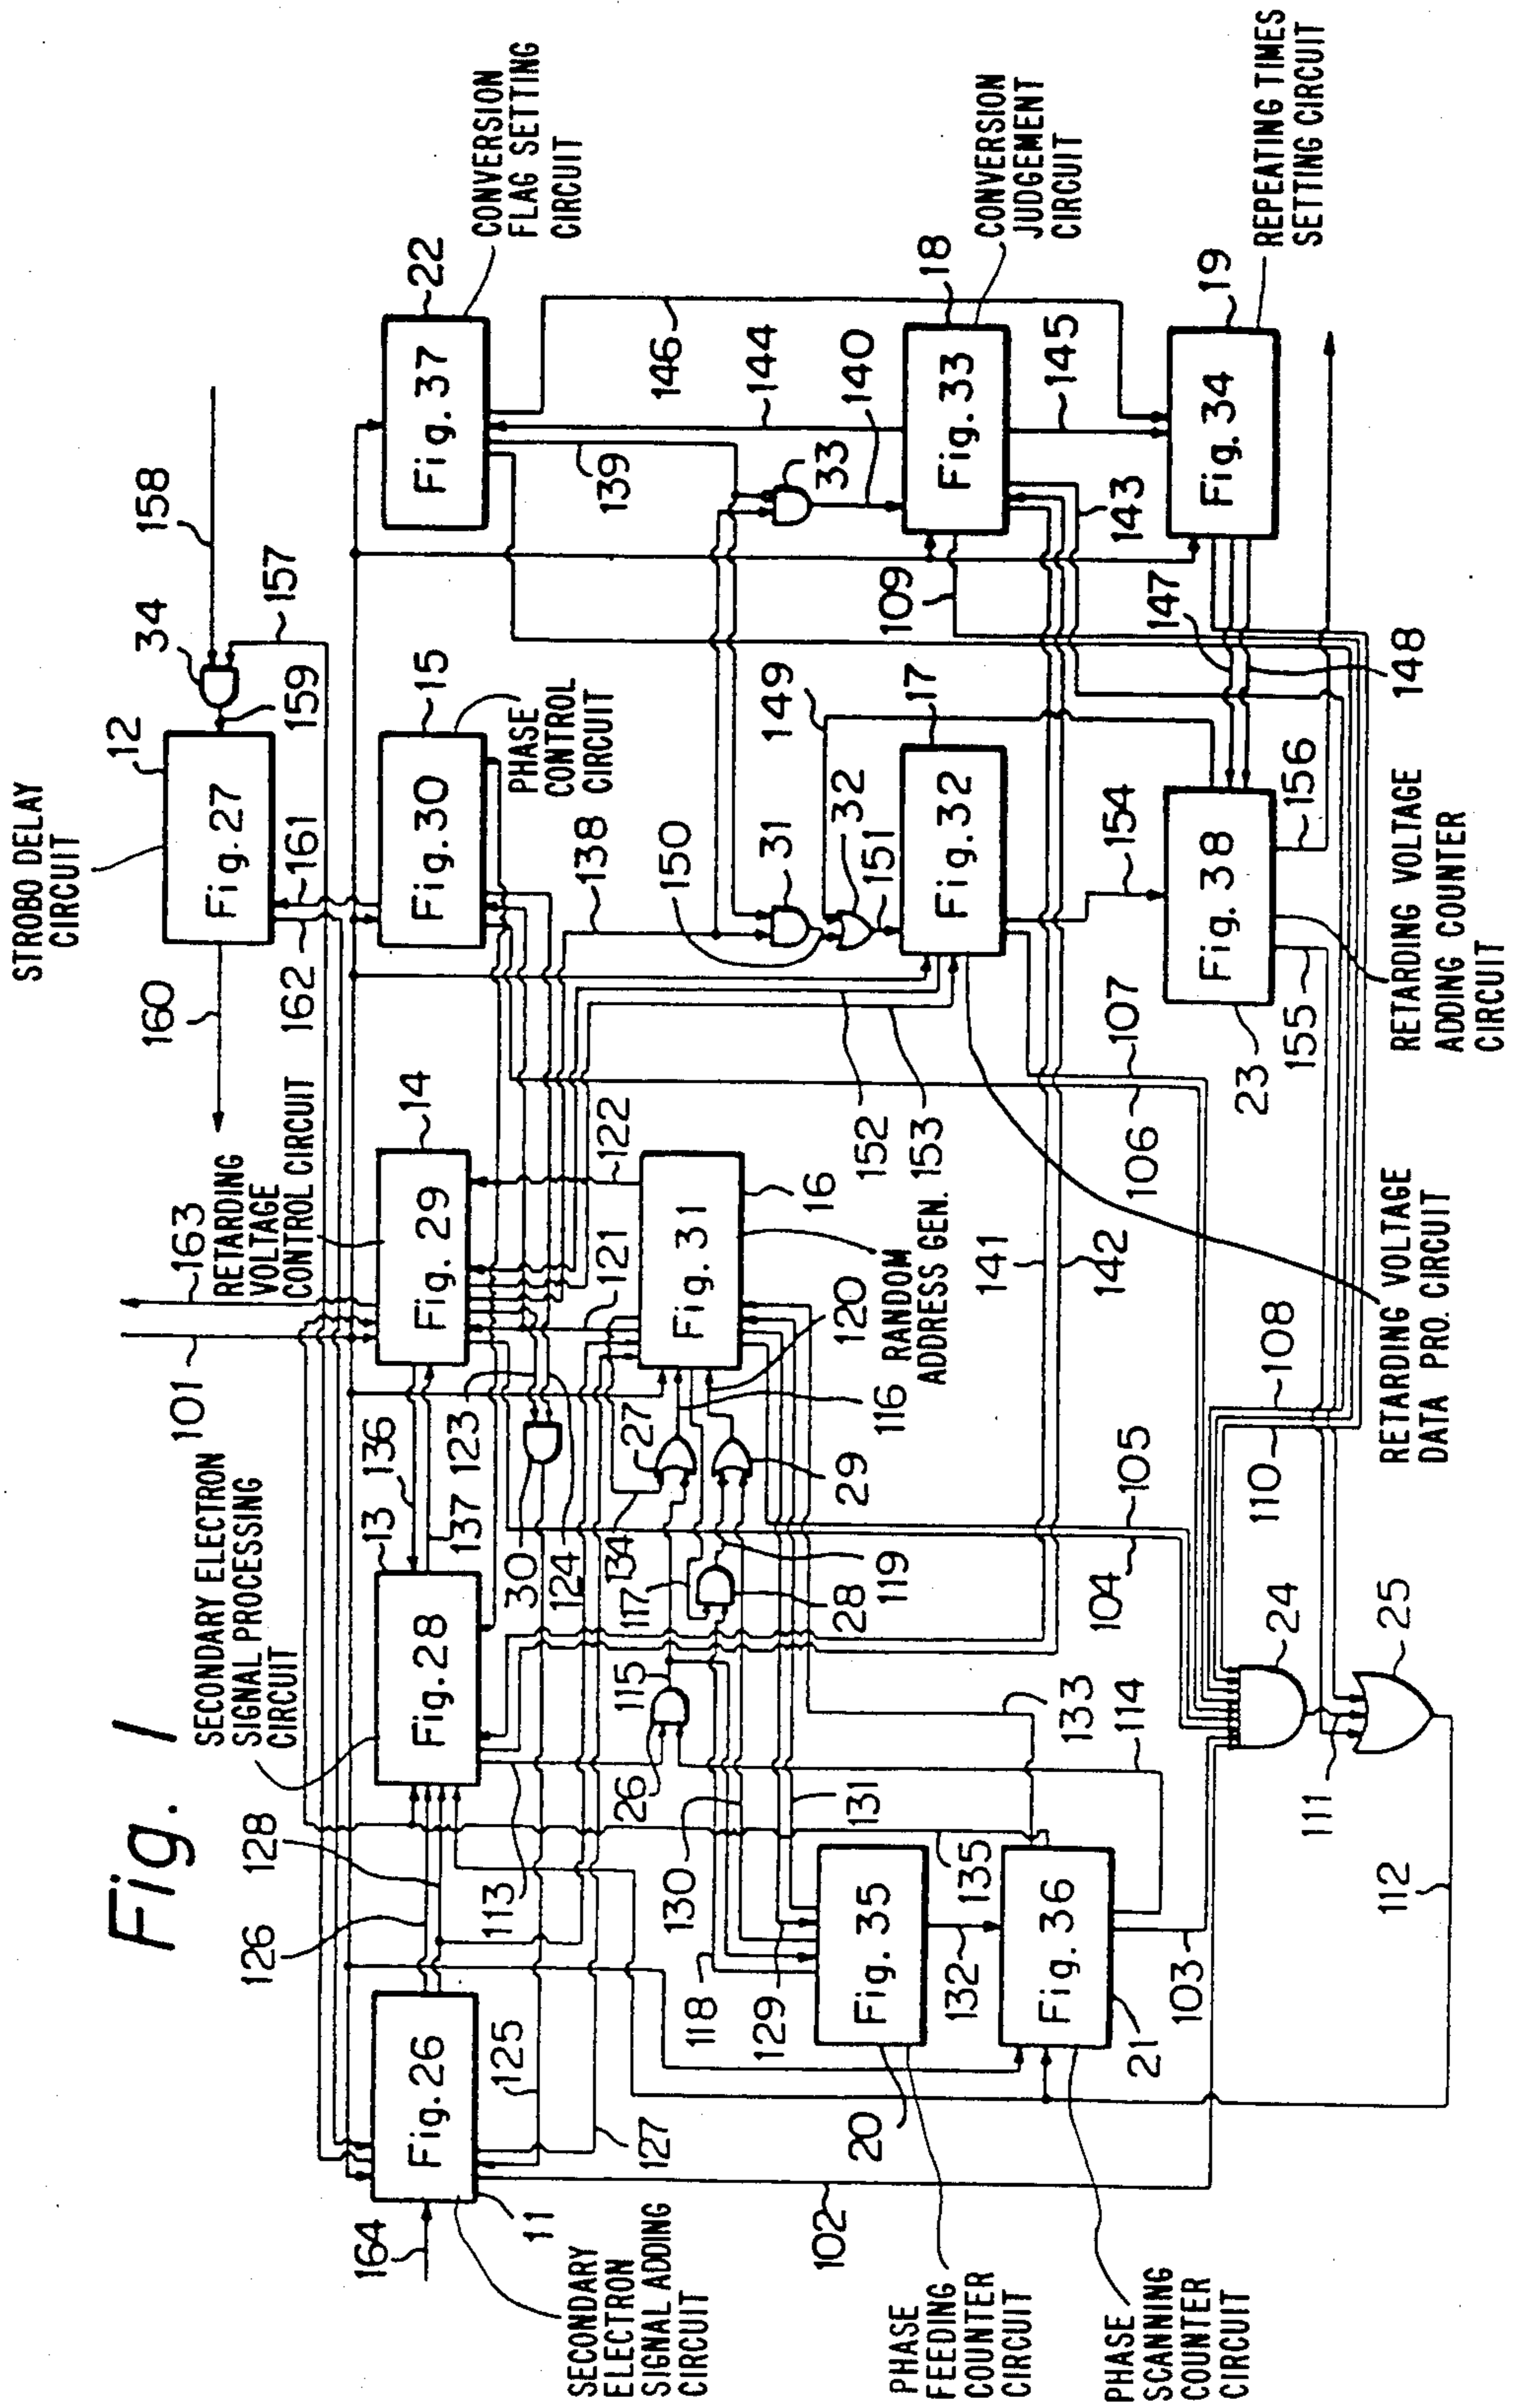 Fig. 1
STROBO DELAY
CIRCUIT
12
Fig. 27
34
158
157
159
160
161
162
163
101
RETARDING
VOLTAGE
CONTROL CIRCUIT
14
Fig. 29
SECONDARY ELECTRON
SIGNAL PROCESSING
CIRCUIT
13
Fig. 28
136
137
126
128
164
Fig. 26
11
SECONDARY
ELECTRON
SIGNAL ADDING
CIRCUIT
125
127
102
113
123
124
30
15
Fig. 30
PHASE
CONTROL
CIRCUIT
22
Fig. 37
CONVERSION
FLAG SETTING
CIRCUIT
146
144
139
138
33
140
18
Fig. 33
CONVERSION
JUDGEMENT
CIRCUIT
145
143
109
19
Fig. 34
REPEATING TIMES
SETTING CIRCUIT
147
148
149
150
31
32
151
17
Fig. 32
154
152
153
107
106
RETARDING VOLTAGE
DATA PRO. CIRCUIT
23
Fig. 38
155
156
RETARDING VOLTAGE
ADDING COUNTER
CIRCUIT
122
121
16
Fig. 31
RANDOM
ADDRESS GEN.
120
116
27
134
29
117
119
28
115
26
141
142
105
104
108
110
133
114
130
131
118
129
20
Fig. 35
PHASE
FEEDING
COUNTER
CIRCUIT
132
135
21
Fig. 36
PHASE
SCANNING
COUNTER
CIRCUIT
103
24
25
111
112